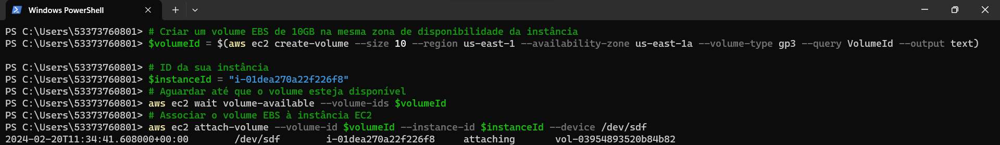 Windows PowerShell
PS C:\Users\53373760801> # Criar um volume EBS de 10GB na mesma zona de disponibilidade da instância
PS C:\Users\53373760801> $volumeId = $(aws ec2 create-volume --size 10 --region us-east-1 --availability-zone us-east-1a --volume-type gp3 --query VolumeId --output text)
PS C:\Users\53373760801> # ID da sua instância
PS C:\Users\53373760801> $instanceId = "i-01dea270a22f226f8"
PS C:\Users\53373760801> # Aguardar até que o volume esteja disponível
PS C:\Users\53373760801> aws ec2 wait volume-available --volume-ids $volumeId
PS C:\Users\53373760801> # Associar o volume EBS à instância EC2
PS C:\Users\53373760801> aws ec2 attach-volume --volume-id $volumeId --instance-id $instanceId --device /dev/sdf
2024-02-20T11:34:41.608000+00:00 /dev/sdf i-01dea270a22f226f8 attaching vol-03954893520b84b82